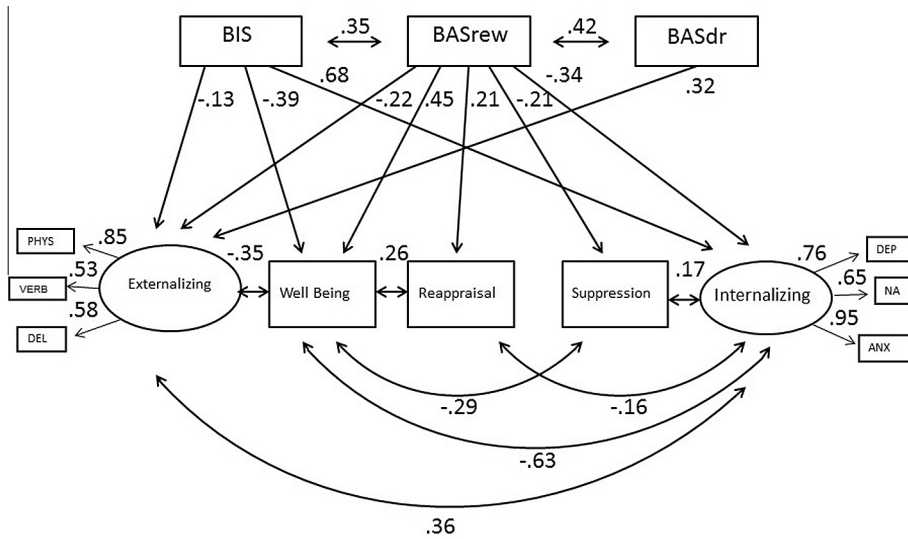 BIS
.35
BASrew
.42
BASdr
.68
-.34
-.13
-.39
-.22
.45
.21
-.21
.32
PHYS
.85
-.35
.26
.17
.76
DEP
VERB
.53
Externalizing
Well Being
Reappraisal
Suppression
Internalizing
.65
NA
DEL
.58
.95
ANX
-.29
-.16
-.63
.36